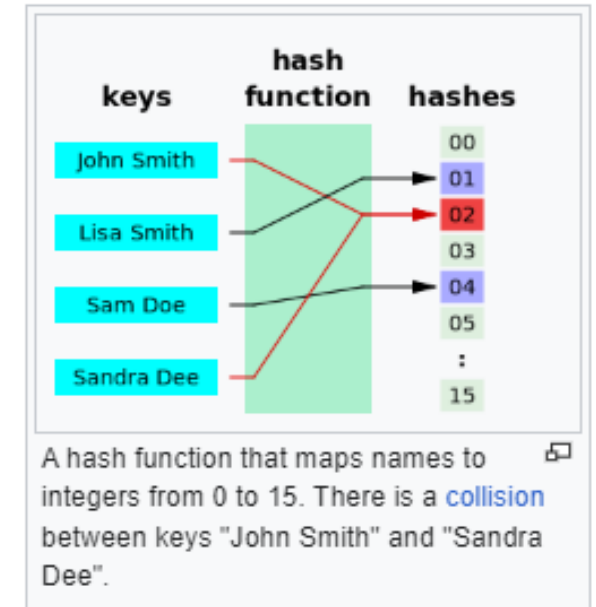 keys
hash
function
hashes
John Smith
Lisa Smith
Sam Doe
Sandra Dee
00
01
02
03
04
05
:
15
A hash function that maps names to
integers from 0 to 15. There is a collision
between keys "John Smith" and "Sandra
Dee".